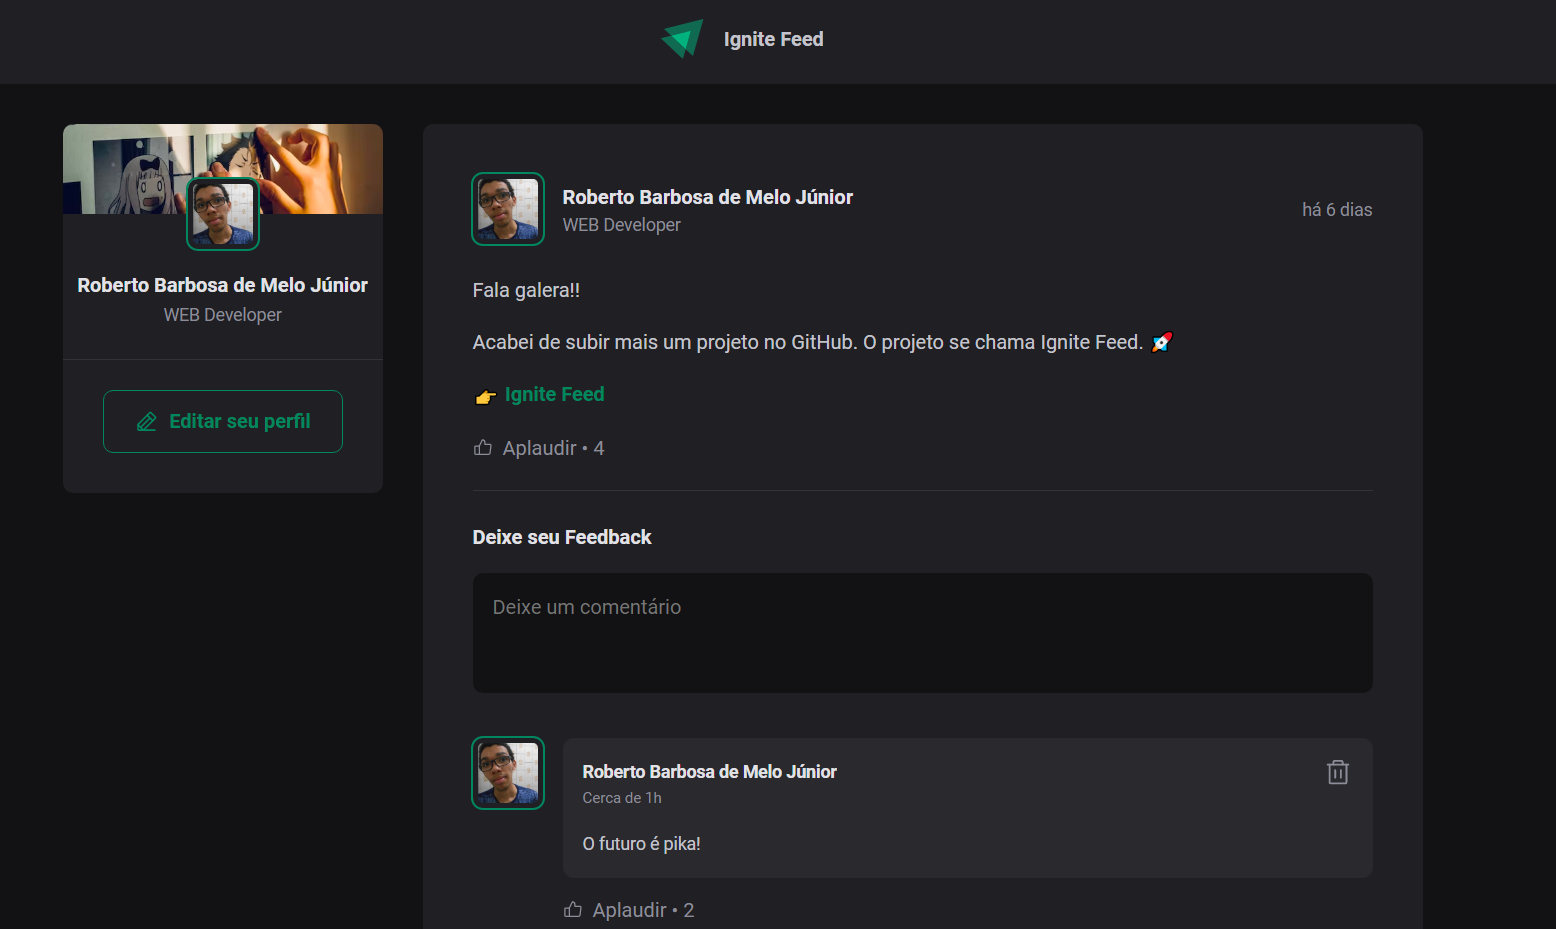 Ignite Feed
Roberto Barbosa de Melo Júnior
WEB Developer
Editar seu perfil
Roberto Barbosa de Melo Júnior
WEB Developer
há 6 dias
Fala galera!!
Acabei de subir mais um projeto no GitHub. O projeto se chama Ignite Feed. 🚀
👉 Ignite Feed
Aplaudir • 4
Deixe seu Feedback
Deixe um comentário
Roberto Barbosa de Melo Júnior
Cerca de 1h
O futuro é pika!
Aplaudir • 2